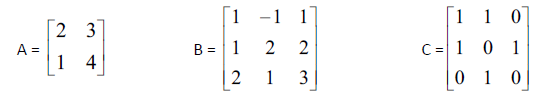 A = [2 3; 1 4]
B = [1 −1 1; 1 2 2; 2 1 3]
C = [1 1 0; 1 0 1; 0 1 0]